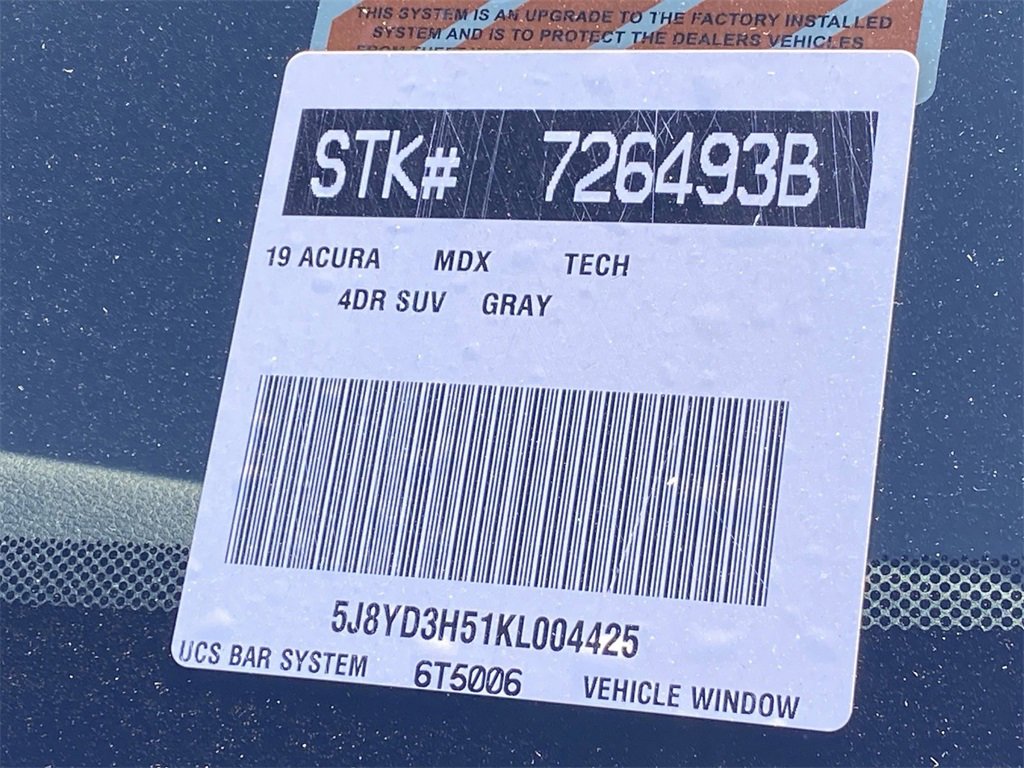 THIS SYSTEM IS AN UPGRADE TO THE FACTORY INSTALLED
SYSTEM AND IS TO PROTECT THE DEALERS VEHICLES
STK# 726493B
19 ACURA MDX TECH
4DR SUV GRAY
5J8YD3H51KL004425
UCS BAR SYSTEM 6T5006 VEHICLE WINDOW